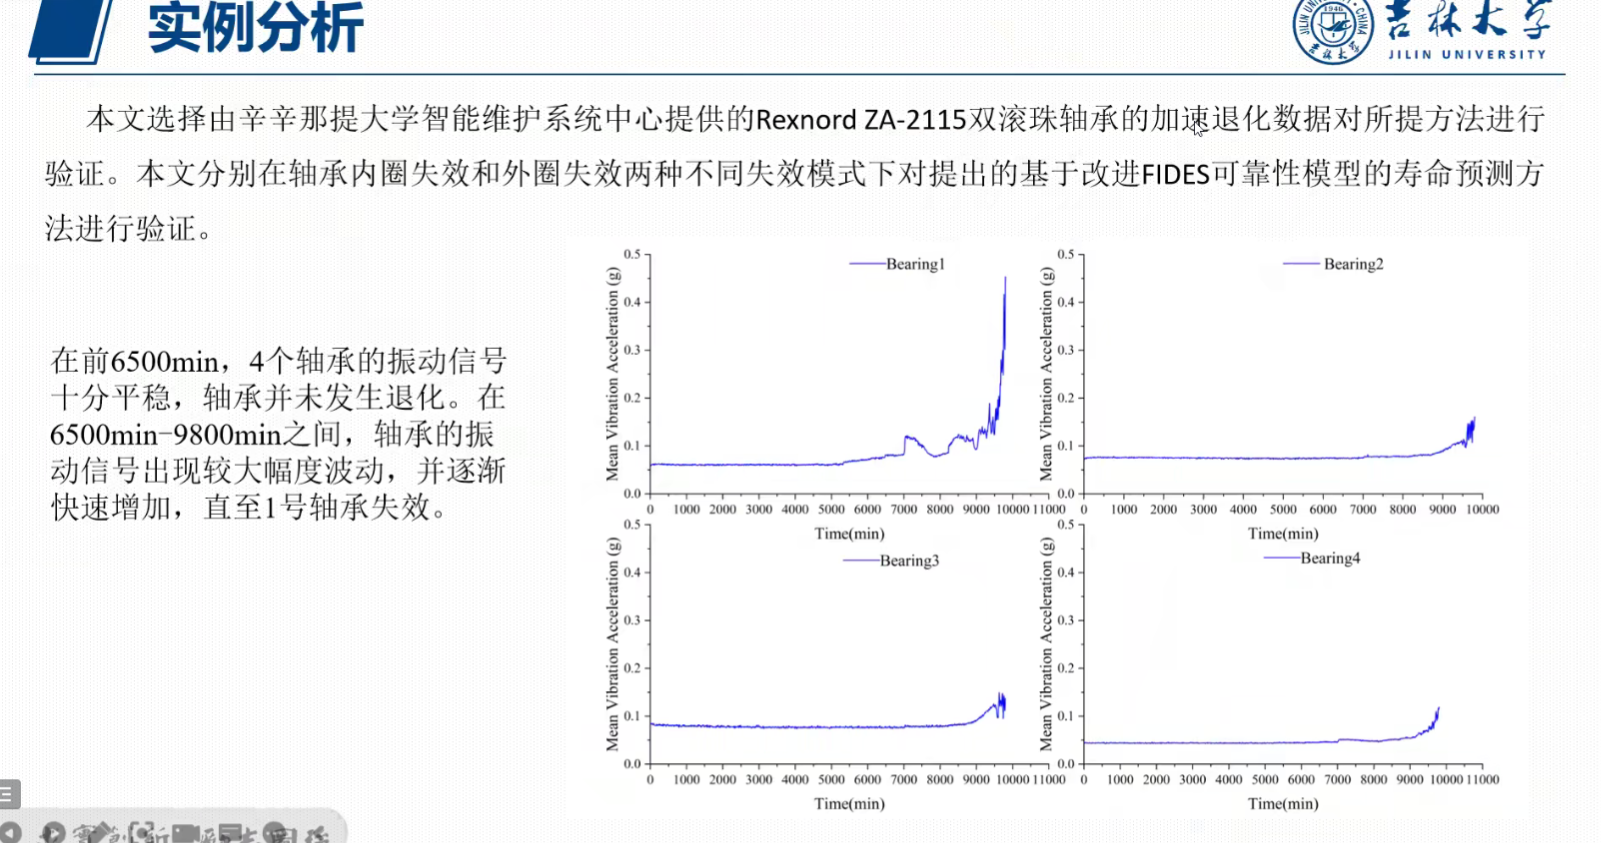 实例分析
JILIN UNIVERSITY · CHINA
1946
吉林大学
JILIN UNIVERSITY
本文选择由辛辛那提大学智能维护系统中心提供的Rexnord ZA-2115双滚珠轴承的加速退化数据对所提方法进行
验证。本文分别在轴承内圈失效和外圈失效两种不同失效模式下对提出的基于改进FIDES可靠性模型的寿命预测方
法进行验证。
在前6500min，4个轴承的振动信号
十分平稳，轴承并未发生退化。在
6500min-9800min之间，轴承的振
动信号出现较大幅度波动，并逐渐
快速增加，直至1号轴承失效。
Mean Vibration Acceleration (g)
0.5
0.4
0.3
0.2
0.1
0.0
Bearing1
0 1000 2000 3000 4000 5000 6000 7000 8000 9000 10000 11000
Time(min)
Mean Vibration Acceleration (g)
0.5
0.4
0.3
0.2
0.1
0.0
Bearing2
0 1000 2000 3000 4000 5000 6000 7000 8000 9000 10000
Time(min)
Mean Vibration Acceleration (g)
0.5
0.4
0.3
0.2
0.1
0.0
Bearing3
0 1000 2000 3000 4000 5000 6000 7000 8000 9000 10000 11000
Time(min)
Mean Vibration Acceleration (g)
0.5
0.4
0.3
0.2
0.1
0.0
Bearing4
0 1000 2000 3000 4000 5000 6000 7000 8000 9000 10000 11000
Time(min)